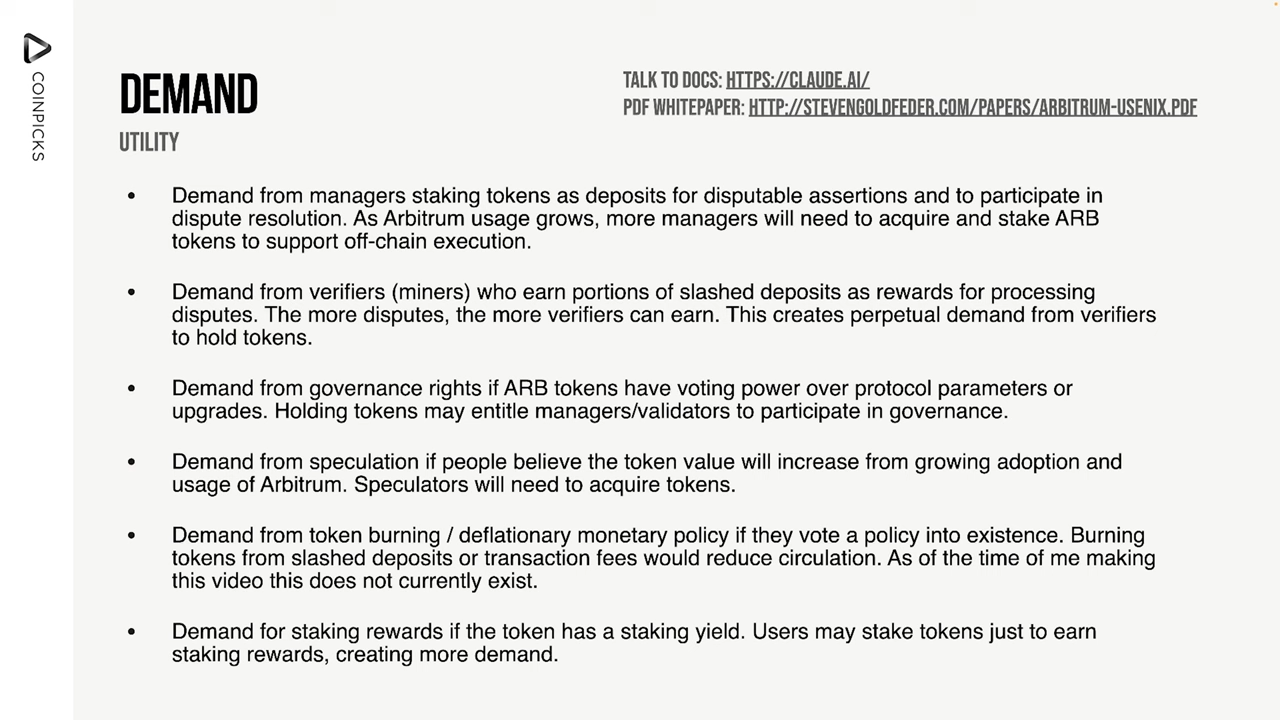 COINPICKS
DEMAND
UTILITY
TALK TO DOCS: HTTPS://CLAUDE.AI/
PDF WHITEPAPER: HTTP://STEVENGOLDFEDER.COM/PAPERS/ARBITRUM-USENIX.PDF
• Demand from managers staking tokens as deposits for disputable assertions and to participate in
dispute resolution. As Arbitrum usage grows, more managers will need to acquire and stake ARB
tokens to support off-chain execution.
• Demand from verifiers (miners) who earn portions of slashed deposits as rewards for processing
disputes. The more disputes, the more verifiers can earn. This creates perpetual demand from verifiers
to hold tokens.
• Demand from governance rights if ARB tokens have voting power over protocol parameters or
upgrades. Holding tokens may entitle managers/validators to participate in governance.
• Demand from speculation if people believe the token value will increase from growing adoption and
usage of Arbitrum. Speculators will need to acquire tokens.
• Demand from token burning / deflationary monetary policy if they vote a policy into existence. Burning
tokens from slashed deposits or transaction fees would reduce circulation. As of the time of me making
this video this does not currently exist.
• Demand for staking rewards if the token has a staking yield. Users may stake tokens just to earn
staking rewards, creating more demand.